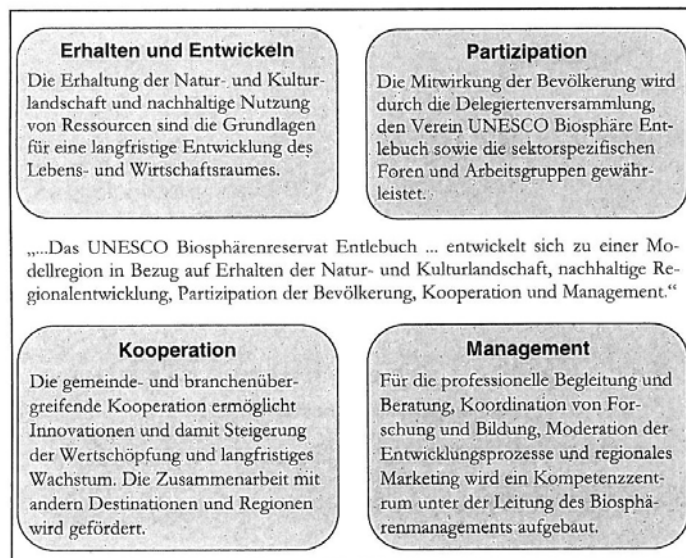 Erhalten und Entwickeln
Die Erhaltung der Natur- und Kultur-
landschaft und nachhaltige Nutzung
von Ressourcen sind die Grundlagen
für eine langfristige Entwicklung des
Lebens- und Wirtschaftsraumes.
Partizipation
Die Mitwirkung der Bevölkerung wird
durch die Delegiertenversammlung,
den Verein UNESCO Biosphäre Ent-
lebuch sowie die sektorspezifischen
Foren und Arbeitsgruppen gewähr-
leistet.
„...Das UNESCO Biosphärenreservat Entlebuch ... entwickelt sich zu einer Mo-
dellregion in Bezug auf Erhalten der Natur- und Kulturlandschaft, nachhaltige Re-
gionalentwicklung, Partizipation der Bevölkerung, Kooperation und Management.“
Kooperation
Die gemeinde- und branchenüber-
greifende Kooperation ermöglicht
Innovationen und damit Steigerung
der Wertschöpfung und langfristiges
Wachstum. Die Zusammenarbeit mit
andern Destinationen und Regionen
wird gefördert.
Management
Für die professionelle Begleitung und
Beratung, Koordination von For-
schung und Bildung, Moderation der
Entwicklungsprozesse und regionales
Marketing wird ein Kompetenzzent-
rum unter der Leitung des Biosphä-
renmanagements aufgebaut.